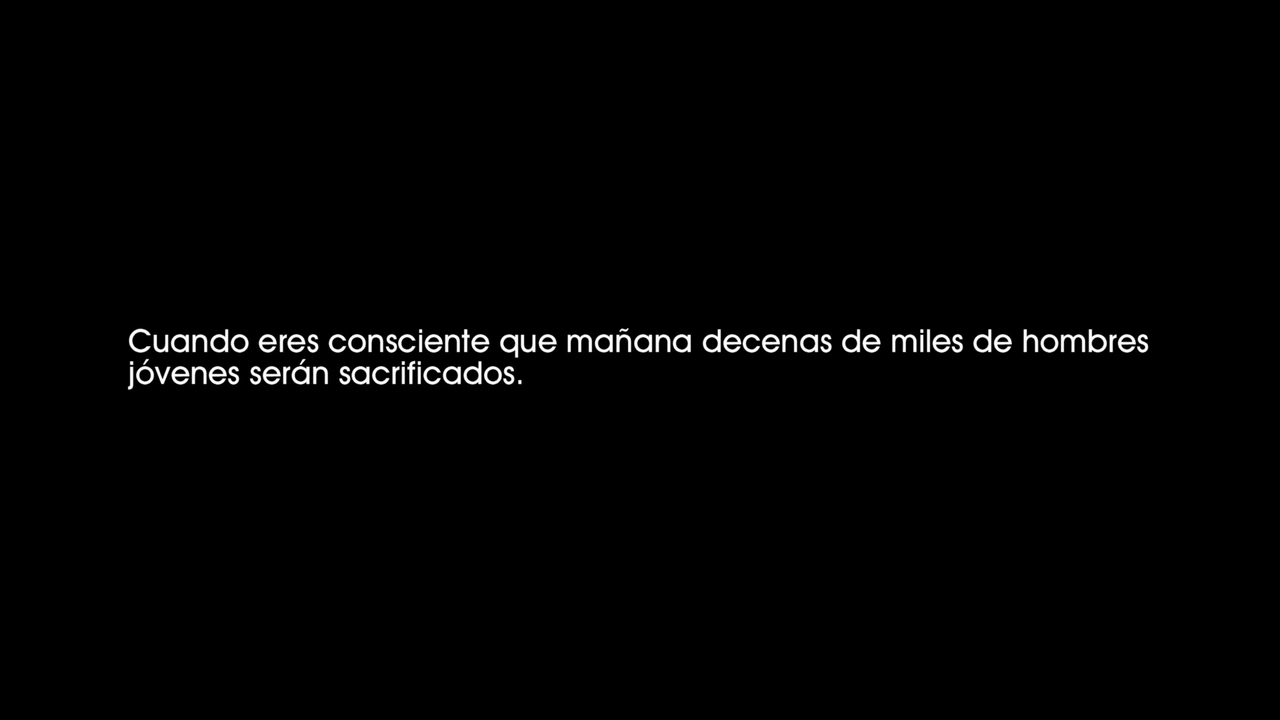 Cuando eres consciente que mañana decenas de miles de hombres
jóvenes serán sacrificados.